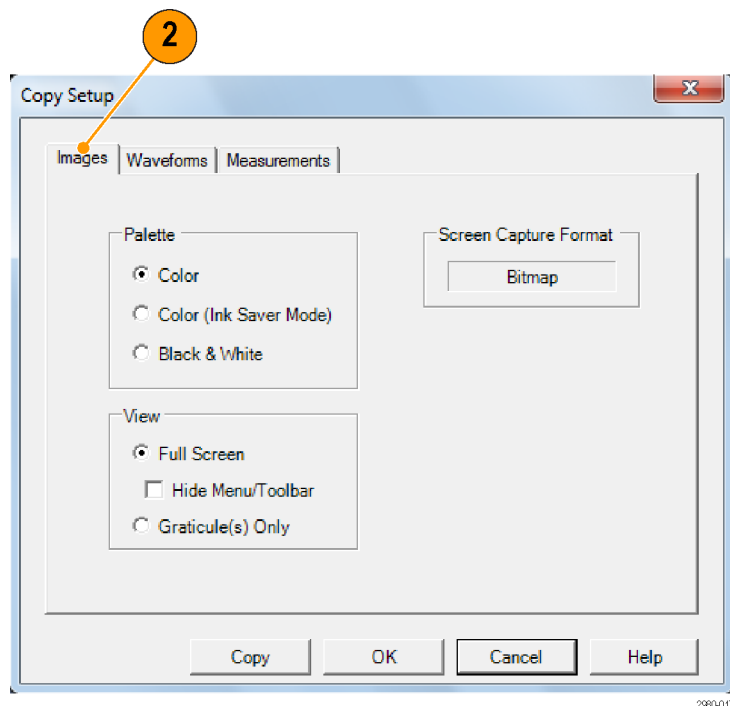 2
Copy Setup
Images Waveforms Measurements
Palette
Color
Color (Ink Saver Mode)
Black & White
Screen Capture Format
Bitmap
View
Full Screen
Hide Menu/Toolbar
Graticule(s) Only
Copy OK Cancel Help